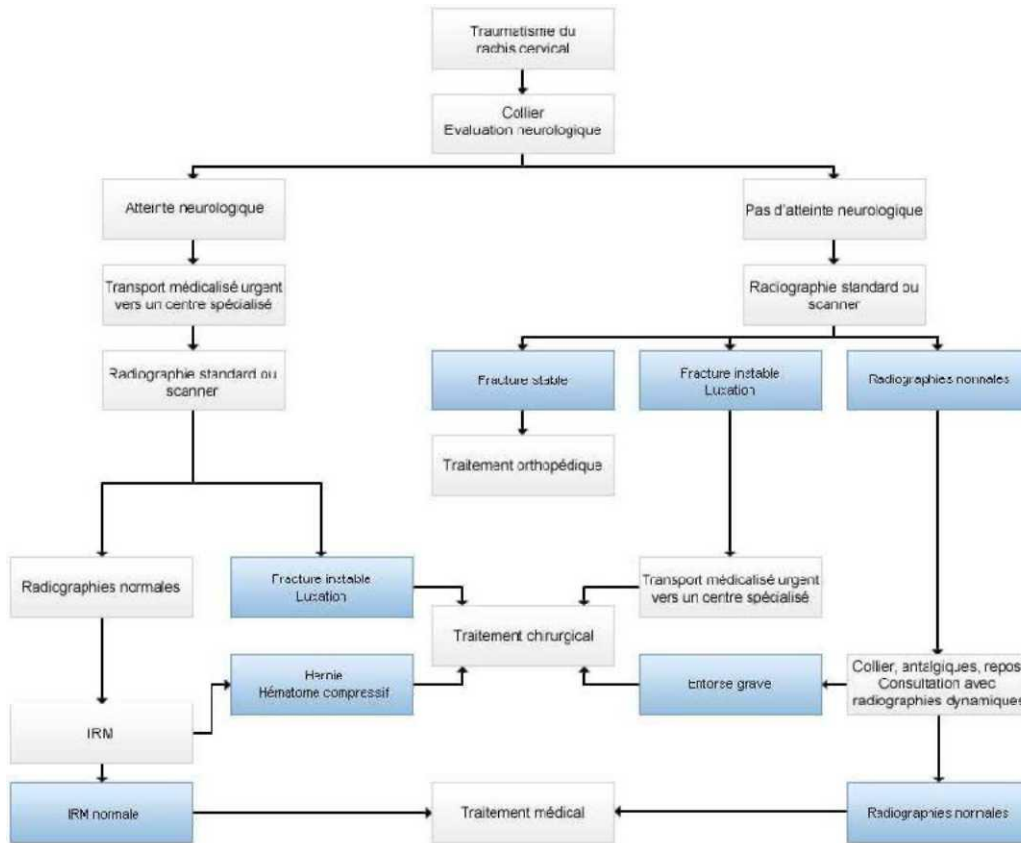 Traumatisme du
rachis cervical
Collier
Evaluation neurologique
Atteinte neurologique
Pas d'atteinte neurologique
Transport médicalisé urgent
vers un centre spécialisé
Radiographie standard ou
scanner
Radiographie standard ou
scanner
Fracture stable
Fracture instable
Luxation
Radiographies normales
Traitement orthopédique
Radiographies normales
Fracture instable
Luxation
Transport médicalisé urgent
vers un centre spécialisé
Traitement chirurgical
Hernie
Hématome compressif
Entorse grave
Collier, antalgiques, repos
Consultation avec
radiographies dynamiques
IRM
IRM normale
Traitement médical
Radiographies normales